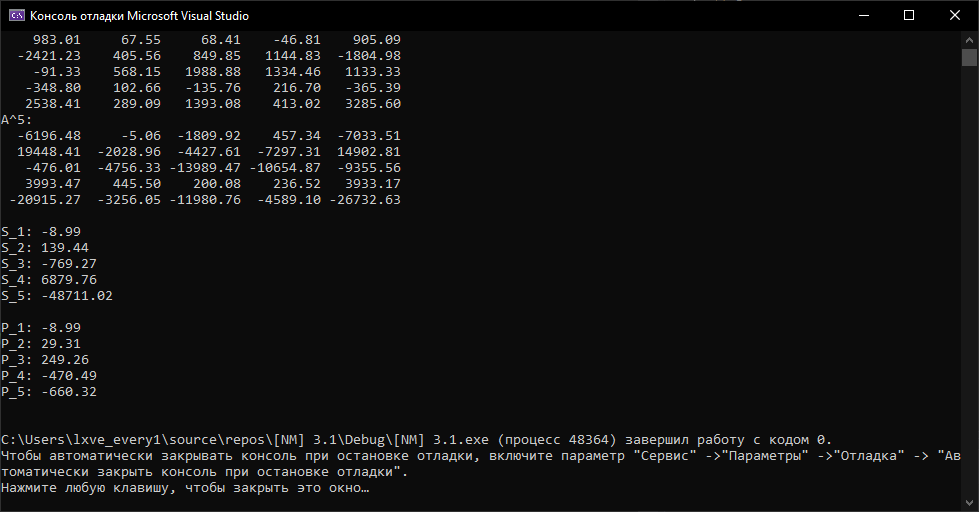 Консоль отладки Microsoft Visual Studio
983.01 67.55 68.41 -46.81 905.09
-2421.23 405.56 849.85 1144.83 -1804.98
-91.33 568.15 1988.88 1334.46 1133.33
-348.80 102.66 -135.76 216.70 -365.39
2538.41 289.09 1393.08 413.02 3285.60
A^5:
-6196.48 -5.06 -1809.92 457.34 -7033.51
19448.41 -2028.96 -4427.61 -7297.31 14902.81
-476.01 -4756.33 -13989.47 -10654.87 -9355.56
3993.47 445.50 200.08 236.52 3933.17
-20915.27 -3256.05 -11980.76 -4589.10 -26732.63
S_1: -8.99
S_2: 139.44
S_3: -769.27
S_4: 6879.76
S_5: -48711.02
P_1: -8.99
P_2: 29.31
P_3: 249.26
P_4: -470.49
P_5: -660.32
C:\Users\lxve_every1\source\repos\[NM] 3.1\Debug\[NM] 3.1.exe (процесс 48364) завершил работу с кодом 0.
Чтобы автоматически закрывать консоль при остановке отладки, включите параметр "Сервис" ->"Параметры" ->"Отладка" -> "Ав
томатически закрыть консоль при остановке отладки".
Нажмите любую клавишу, чтобы закрыть это окно…